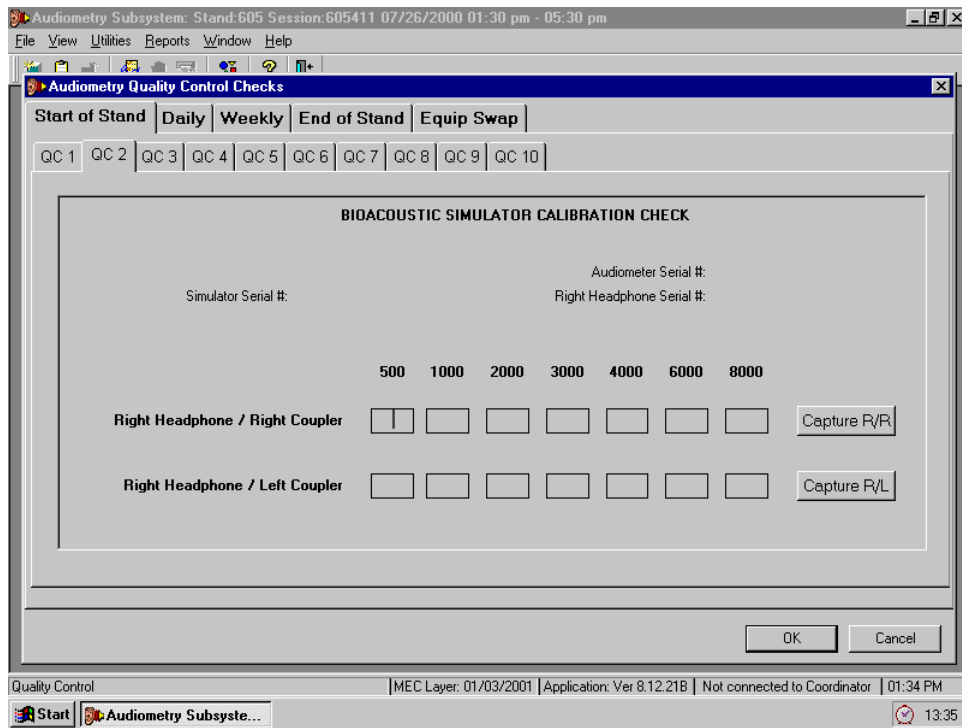 Audiometry Subsystem: Stand:605 Session:605411 07/26/2000 01:30 pm - 05:30 pm
File View Utilities Reports Window Help
Audiometry Quality Control Checks
Start of Stand Daily Weekly End of Stand Equip Swap
QC 1 QC 2 QC 3 QC 4 QC 5 QC 6 QC 7 QC 8 QC 9 QC 10
BIOACOUSTIC SIMULATOR CALIBRATION CHECK
Audiometer Serial #:
Simulator Serial #: Right Headphone Serial #:
500 1000 2000 3000 4000 6000 8000
Right Headphone / Right Coupler Capture R/R
Right Headphone / Left Coupler Capture R/L
OK Cancel
Quality Control MEC Layer: 01/03/2001 Application: Ver 8.12.21B Not connected to Coordinator 01:34 PM
Start Audiometry Subsyste... 13:35